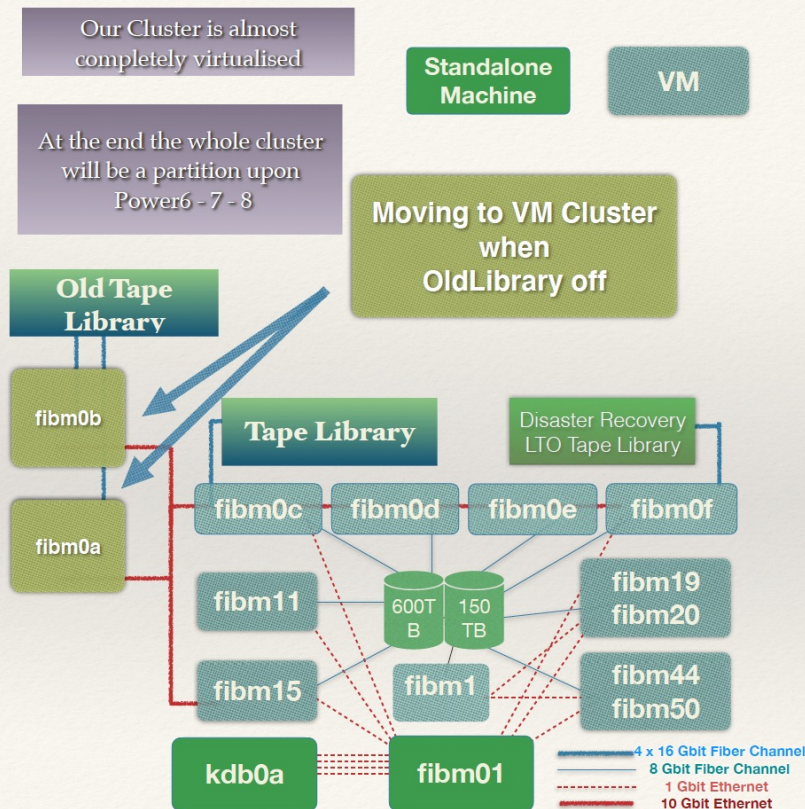 Our Cluster is almost
completely virtualised
Standalone
Machine
VM
At the end the whole cluster
will be a partition upon
Power6 - 7 - 8
Moving to VM Cluster
when
OldLibrary off
Old Tape
Library
fibm0b
Tape Library
Disaster Recovery
LTO Tape Library
fibm0c
fibm0d
fibm0e
fibm0f
fibm0a
fibm11
600T
B
150
TB
fibm19
fibm20
fibm15
fibm1
fibm44
fibm50
kdb0a
fibm01
4 x 16 Gbit Fiber Channel
8 Gbit Fiber Channel
1 Gbit Ethernet
10 Gbit Ethernet